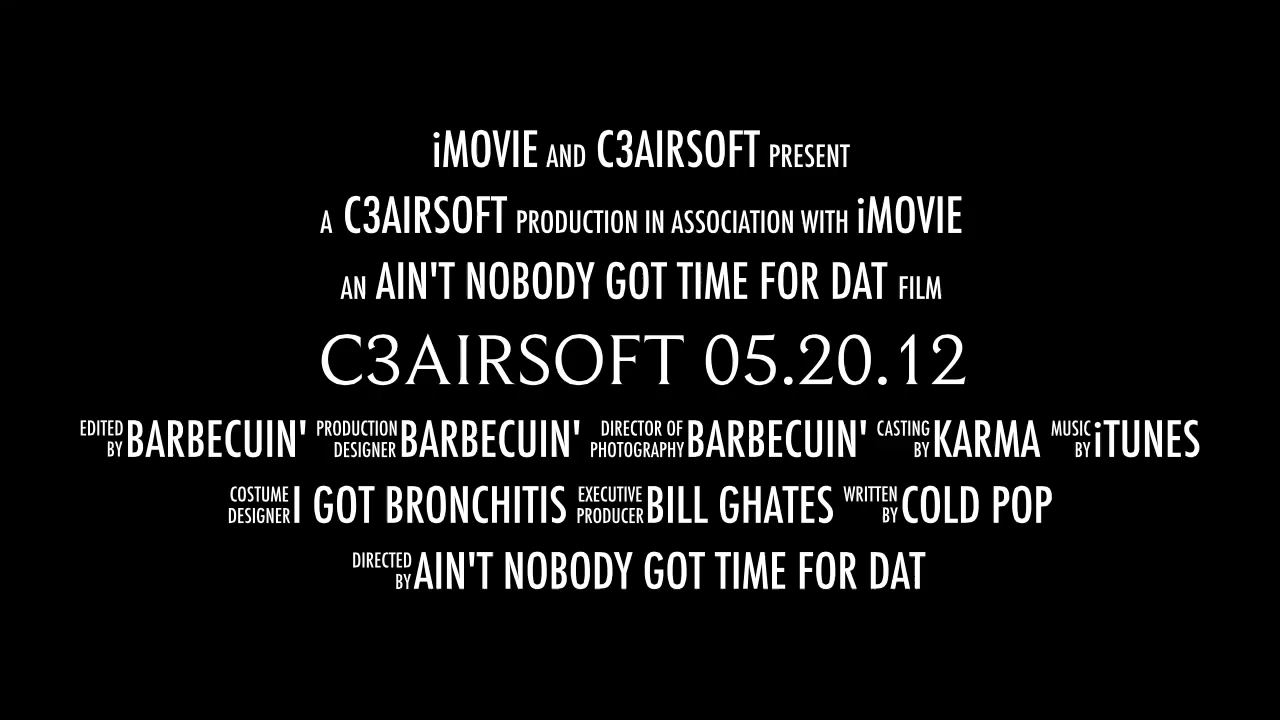 iMOVIE AND C3AIRSOFT PRESENT
A C3AIRSOFT PRODUCTION IN ASSOCIATION WITH iMOVIE
AN AIN'T NOBODY GOT TIME FOR DAT FILM
C3AIRSOFT 05.20.12
EDITED BY BARBECUIN' PRODUCTION DESIGNER BARBECUIN' DIRECTOR OF PHOTOGRAPHY BARBECUIN' CASTING BY KARMA MUSIC BY iTUNES
COSTUME DESIGNER I GOT BRONCHITIS EXECUTIVE PRODUCER BILL GHATES WRITTEN BY COLD POP
DIRECTED BY AIN'T NOBODY GOT TIME FOR DAT